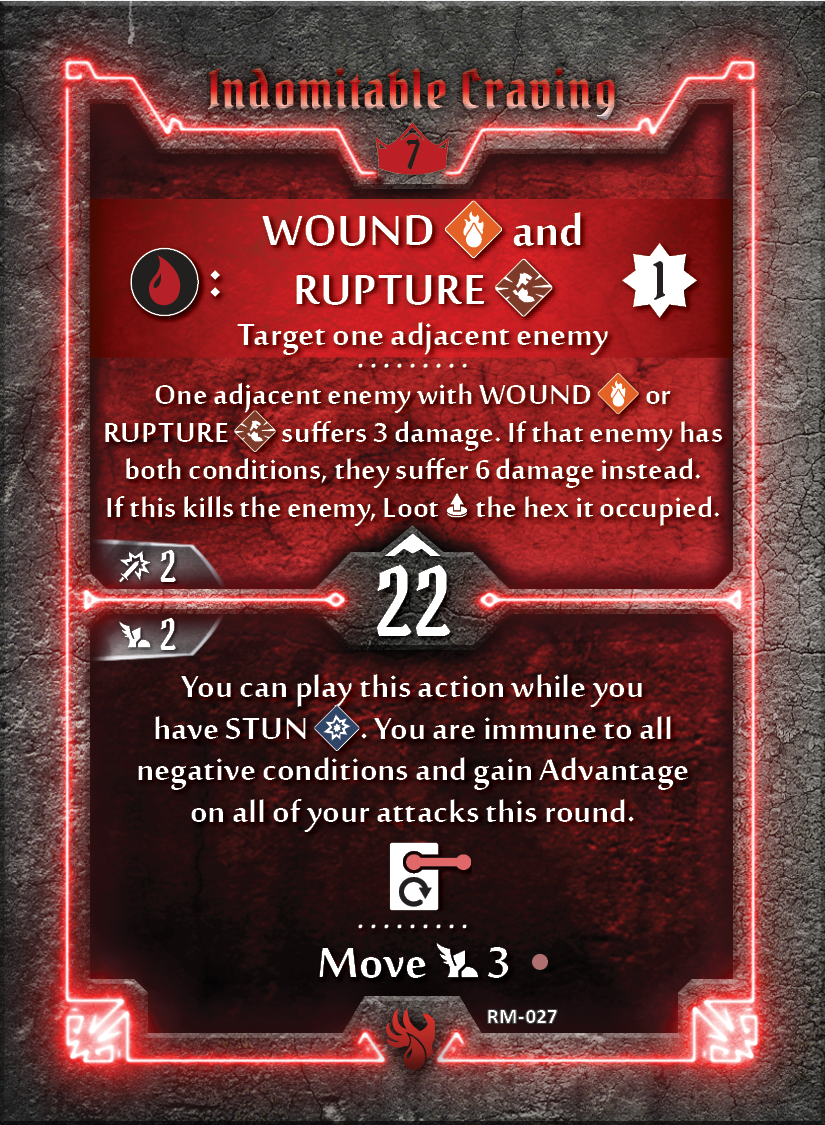 Indomitable Craving
7
WOUND and
: RUPTURE 1
Target one adjacent enemy
One adjacent enemy with WOUND or
RUPTURE suffers 3 damage. If that enemy has
both conditions, they suffer 6 damage instead.
If this kills the enemy, Loot the hex it occupied.
2
22
2
You can play this action while you
have STUN . You are immune to all
negative conditions and gain Advantage
on all of your attacks this round.
Move 3
RM-027